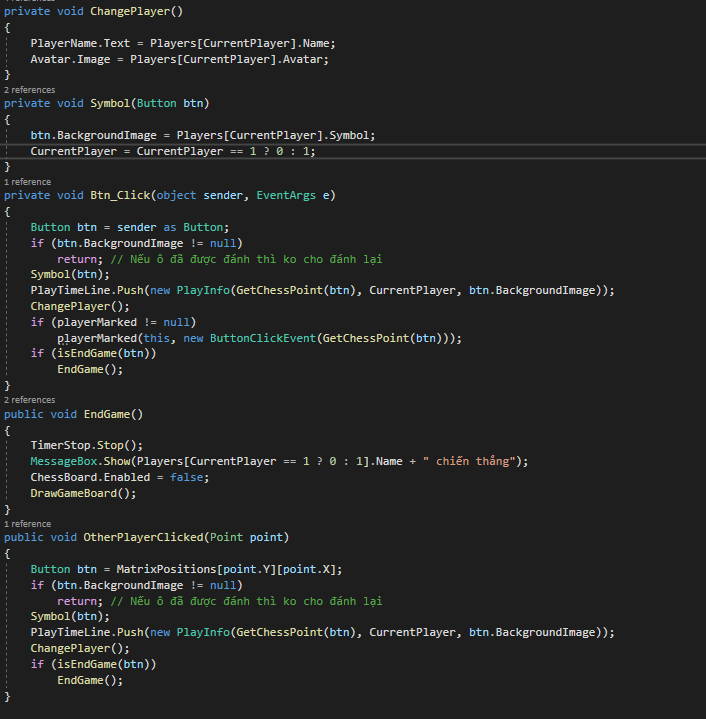 private void ChangePlayer()
{
PlayerName.Text = Players[CurrentPlayer].Name;
Avatar.Image = Players[CurrentPlayer].Avatar;
}
2 references
private void Symbol(Button btn)
{
btn.BackgroundImage = Players[CurrentPlayer].Symbol;
CurrentPlayer = CurrentPlayer == 1 ? 0 : 1;
}
1 reference
private void Btn_Click(object sender, EventArgs e)
{
Button btn = sender as Button;
if (btn.BackgroundImage != null)
return; // Nếu ô đã được đánh thì ko cho đánh lại
Symbol(btn);
PlayTimeLine.Push(new PlayInfo(GetChessPoint(btn), CurrentPlayer, btn.BackgroundImage));
ChangePlayer();
if (playerMarked != null)
playerMarked(this, new ButtonClickEvent(GetChessPoint(btn)));
if (isEndGame(btn))
EndGame();
}
2 references
public void EndGame()
{
TimerStop.Stop();
MessageBox.Show(Players[CurrentPlayer == 1 ? 0 : 1].Name + " chiến thắng");
ChessBoard.Enabled = false;
DrawGameBoard();
}
1 reference
public void OtherPlayerClicked(Point point)
{
Button btn = MatrixPositions[point.Y][point.X];
if (btn.BackgroundImage != null)
return; // Nếu ô đã được đánh thì ko cho đánh lại
Symbol(btn);
PlayTimeLine.Push(new PlayInfo(GetChessPoint(btn), CurrentPlayer, btn.BackgroundImage));
ChangePlayer();
if (isEndGame(btn))
EndGame();
}